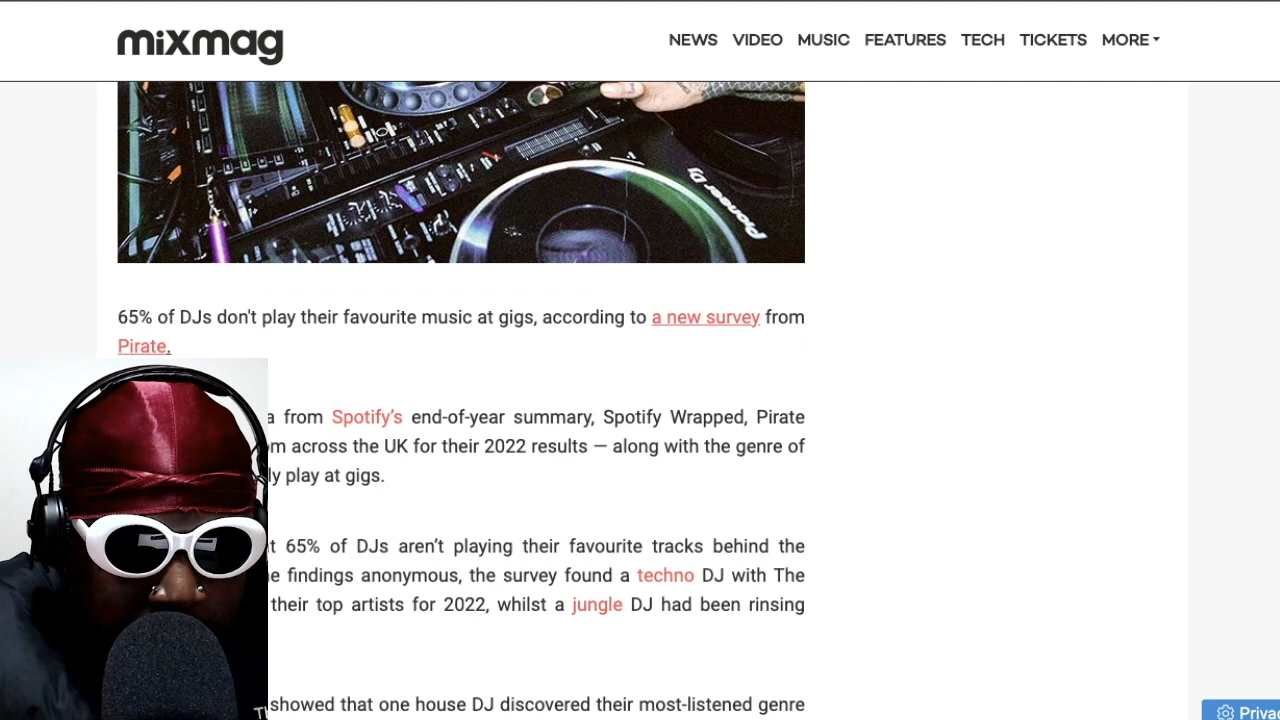 mixmag
NEWS VIDEO MUSIC FEATURES TECH TICKETS MORE
Pioneer DJ
65% of DJs don't play their favourite music at gigs, according to a new survey from
Pirate.
a from Spotify’s end-of-year summary, Spotify Wrapped, Pirate
om across the UK for their 2022 results — along with the genre of
ly play at gigs.
t 65% of DJs aren’t playing their favourite tracks behind the
e findings anonymous, the survey found a techno DJ with The
their top artists for 2022, whilst a jungle DJ had been rinsing
showed that one house DJ discovered their most-listened genre
Privac